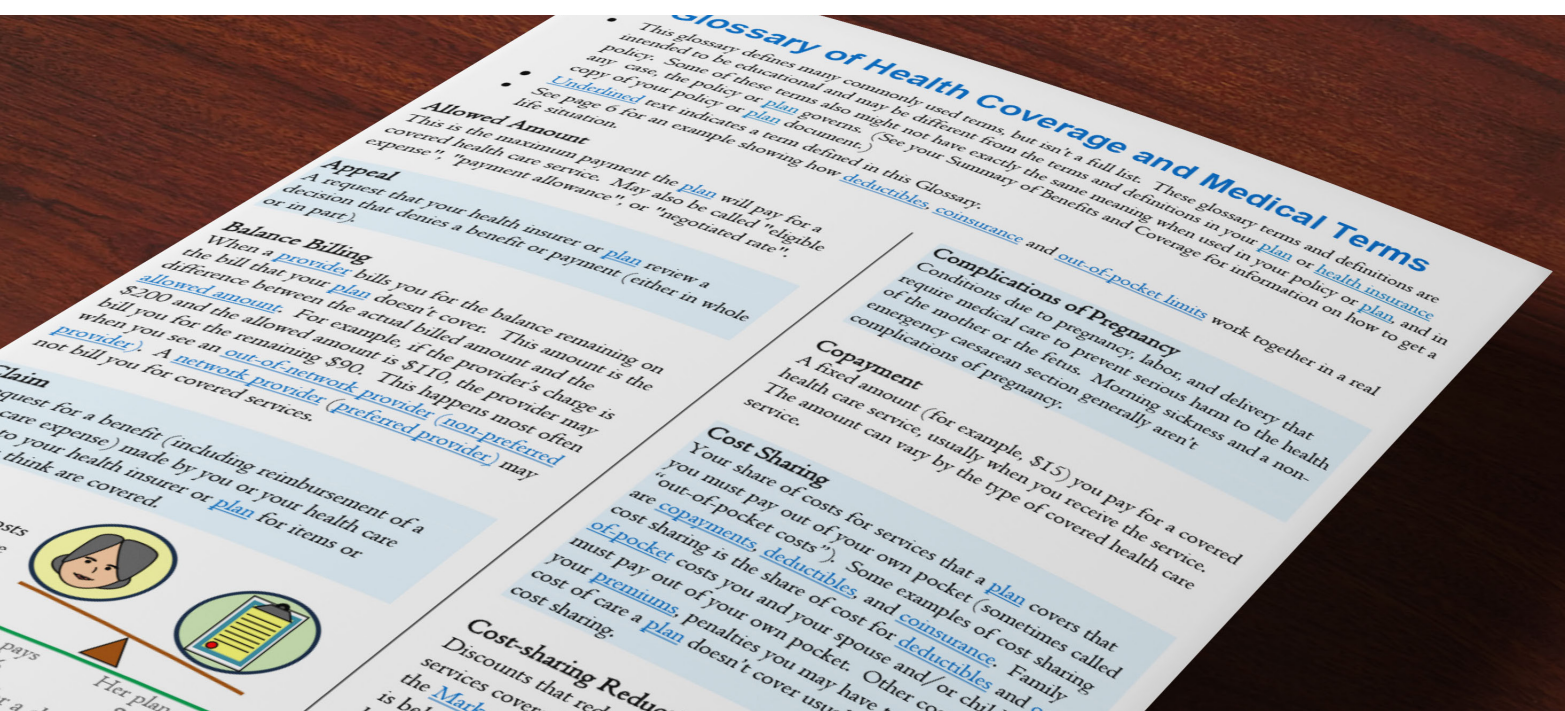 Glossary of Health Coverage and Medical Terms
• This glossary defines many commonly used terms, but isn't a full list. These glossary terms and definitions are
intended to be educational and may be different from the terms and definitions in your plan or health insurance
policy. Some of these terms also might not have exactly the same meaning when used in your policy or plan, and in
any case, the policy or plan governs. (See your Summary of Benefits and Coverage for information on how to get a
copy of your policy or plan document.)
• Underlined text indicates a term defined in this Glossary.
• See page 6 for an example showing how deductibles, coinsurance and out-of-pocket limits work together in a real
life situation.
Allowed Amount
This is the maximum payment the plan will pay for a
covered health care service. May also be called "eligible
expense", "payment allowance", or "negotiated rate".
Appeal
A request that your health insurer or plan review a
decision that denies a benefit or payment (either in whole
or in part).
Balance Billing
When a provider bills you for the balance remaining on
the bill that your plan doesn't cover. This amount is the
difference between the actual billed amount and the
allowed amount. For example, if the provider's charge is
$200 and the allowed amount is $110, the provider may
bill you for the remaining $90. This happens most often
when you see an out-of-network provider (non-preferred
provider). A network provider (preferred provider) may
not bill you for covered services.
Claim
quest for a benefit (including reimbursement of a
care expense) made by you or your health care
to your health insurer or plan for items or
think are covered.
osts
pays
Her plan
Complications of Pregnancy
Conditions due to pregnancy, labor, and delivery that
require medical care to prevent serious harm to the health
of the mother or the fetus. Morning sickness and a non-
emergency caesarean section generally aren't
complications of pregnancy.
Copayment
A fixed amount (for example, $15) you pay for a covered
health care service, usually when you receive the service.
The amount can vary by the type of covered health care
service.
Cost Sharing
Your share of costs for services that a plan covers that
you must pay out of your own pocket (sometimes called
"out-of-pocket costs"). Some examples of cost sharing
are copayments, deductibles, and coinsurance. Family
cost sharing is the share of cost for deductibles and
of-pocket costs you and your spouse and/or chil
must pay out of your own pocket. Other co
your premiums, penalties you may have t
cost of care a plan doesn't cover usu
cost sharing.
Cost-sharing Reduc
Discounts that red
services cover
the Mark
is bel